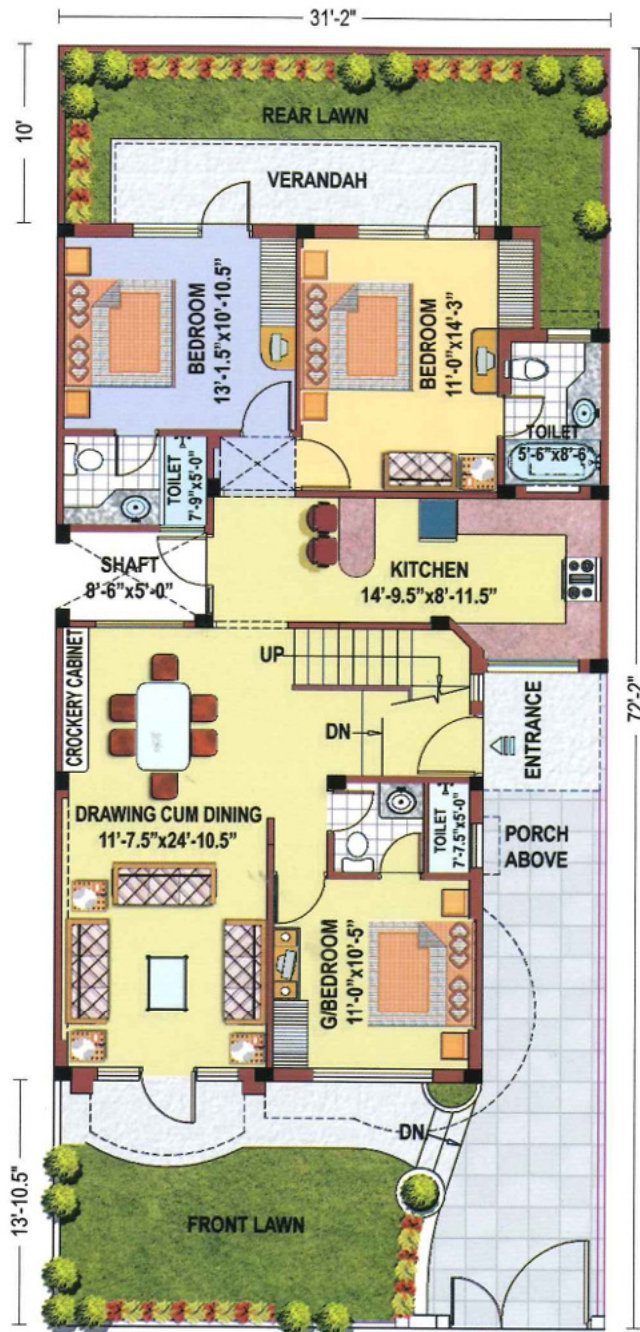 31'-2"
10'
REAR LAWN
VERANDAH
BEDROOM
13'-1.5"x10'-10.5"
BEDROOM
11'-0"x14'-3"
TOILET
7'-9"x5'-0"
TOILET
5'-6"x8'-6"
SHAFT
8'-6"x5'-0"
KITCHEN
14'-9.5"x8'-11.5"
CROCKERY CABINET
UP
DN
ENTRANCE
72'-2"
DRAWING CUM DINING
11'-7.5"x24'-10.5"
TOILET
7'-7.5"x5'-0"
PORCH
ABOVE
G/BEDROOM
11'-0"x10'-5"
DN
13'-10.5"
FRONT LAWN